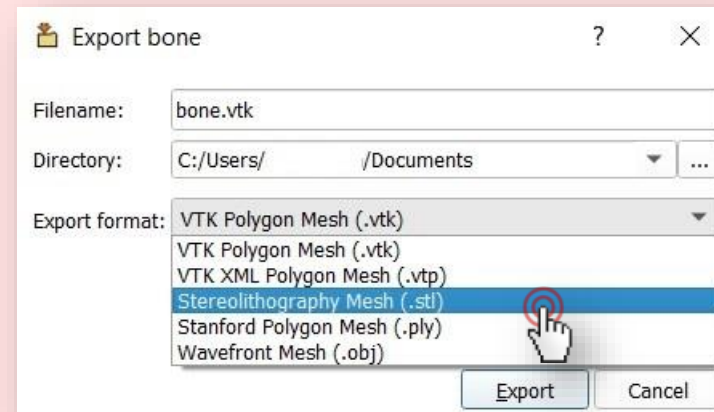 Export bone ?
Filename: bone.vtk
Directory: C:/Users/ /Documents ...
Export format: VTK Polygon Mesh (.vtk)
VTK Polygon Mesh (.vtk)
VTK XML Polygon Mesh (.vtp)
Stereolithography Mesh (.stl)
Stanford Polygon Mesh (.ply)
Wavefront Mesh (.obj)
Export Cancel